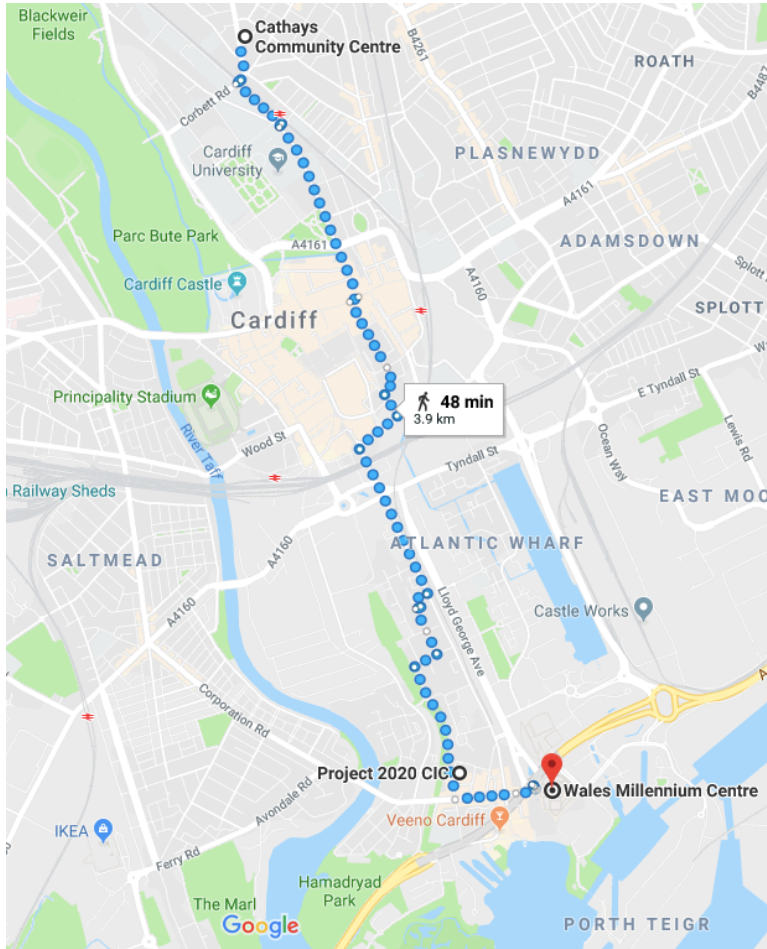 Blackweir
Fields
Cathays
Community Centre
B4261
ROATH
B4487
Corbett Rd
Cardiff
University
PLASNEWYDD
A4161
Parc Bute Park
A4161
ADAMSDOWN
Cardiff Castle
A4160
Splott
Cardiff
SPLOTT
Principality Stadium
E Tyndall St
48 min
3.9 km
River Taff
Wood St
Tyndall St
Ocean Way
Lewis Rd
n Railway Sheds
EAST MOO
A4160
ATLANTIC WHARF
SALTMEAD
A4160
Lloyd George Ave
Castle Works
Corporation Rd
Project 2020 CIC
Wales Millennium Centre
Avondale Rd
Veeno Cardiff
IKEA
Ferry Rd
Hamadryad
Park
The Marl
Google
PORTH TEIGR